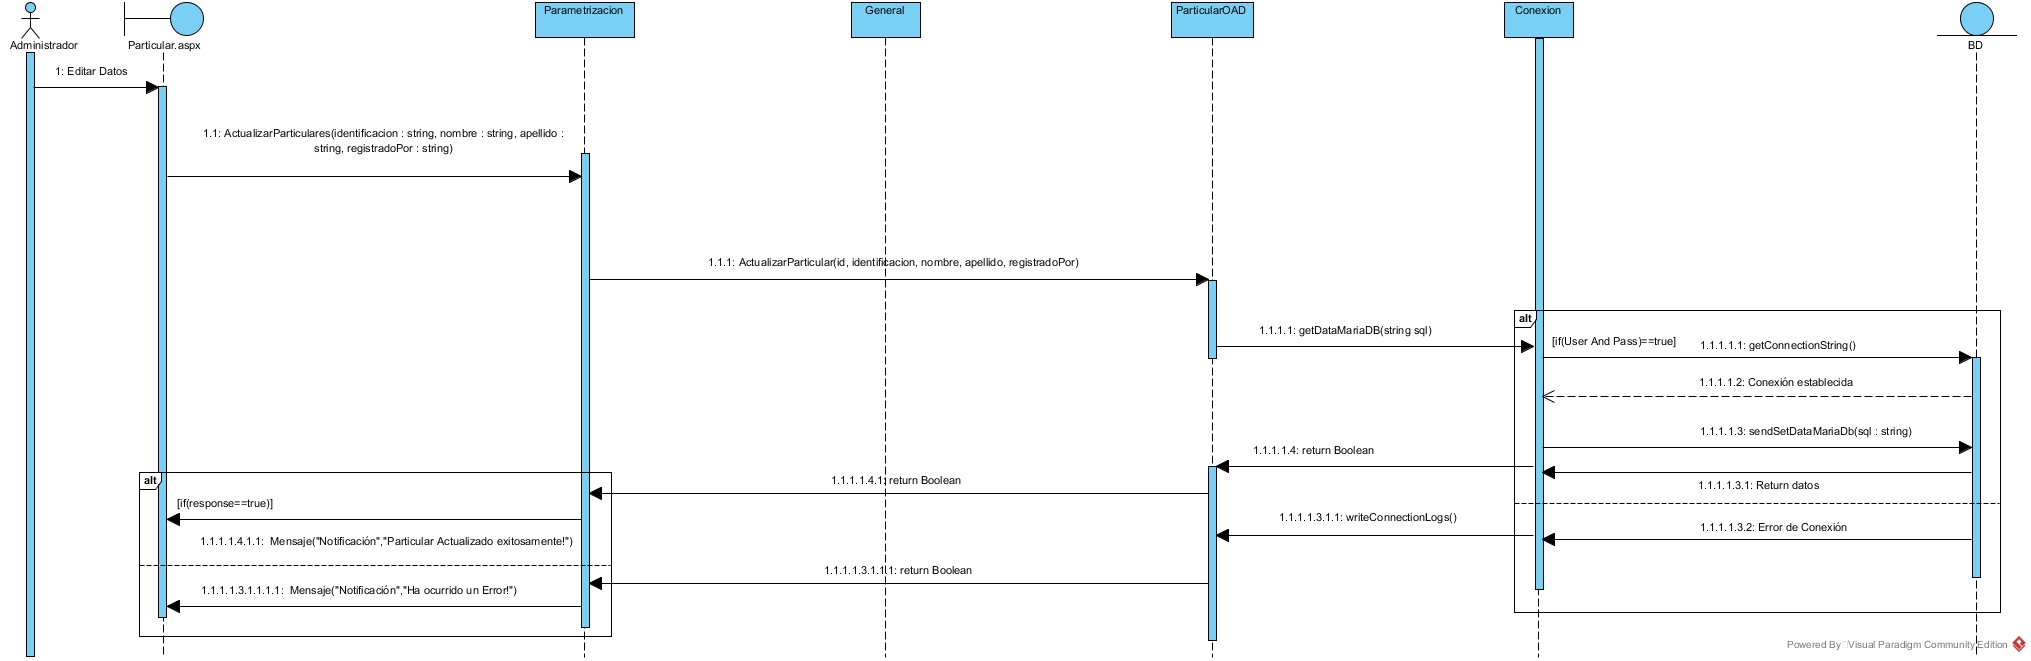 Administrador
Particular.aspx
Parametrizacion
General
ParticularOAD
Conexion
BD
1: Editar Datos
1.1: ActualizarParticulares(identificacion : string, nombre : string, apellido :
string, registradoPor : string)
1.1.1: ActualizarParticular(id, identificacion, nombre, apellido, registradoPor)
alt
1.1.1.1: getDataMariaDB(string sql)
[if(User And Pass)==true]
1.1.1.1.1: getConnectionString()
1.1.1.1.2: Conexión establecida
1.1.1.1.3: sendSetDataMariaDb(sql : string)
1.1.1.1.4: return Boolean
alt
1.1.1.1.4.1: return Boolean
1.1.1.1.3.1: Return datos
[if(response==true)]
1.1.1.1.3.1.1: writeConnectionLogs()
1.1.1.1.3.2: Error de Conexión
1.1.1.1.4.1.1: Mensaje("Notificación","Particular Actualizado exitosamente!")
1.1.1.1.3.1.1.1: return Boolean
1.1.1.1.3.1.1.1.1: Mensaje("Notificación","Ha ocurrido un Error!")
Powered By Visual Paradigm Community Edition